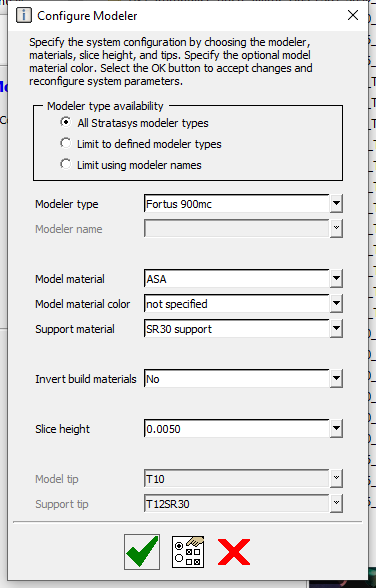 Configure Modeler
Specify the system configuration by choosing the modeler,
materials, slice height, and tips. Specify the optional model
material color. Select the OK button to accept changes and
reconfigure system parameters.
Modeler type availability
All Stratasys modeler types
Limit to defined modeler types
Limit using modeler names
Modeler type Fortus 900mc
Modeler name
Model material ASA
Model material color not specified
Support material SR30 support
Invert build materials No
Slice height 0.0050
Model tip T10
Support tip T12SR30